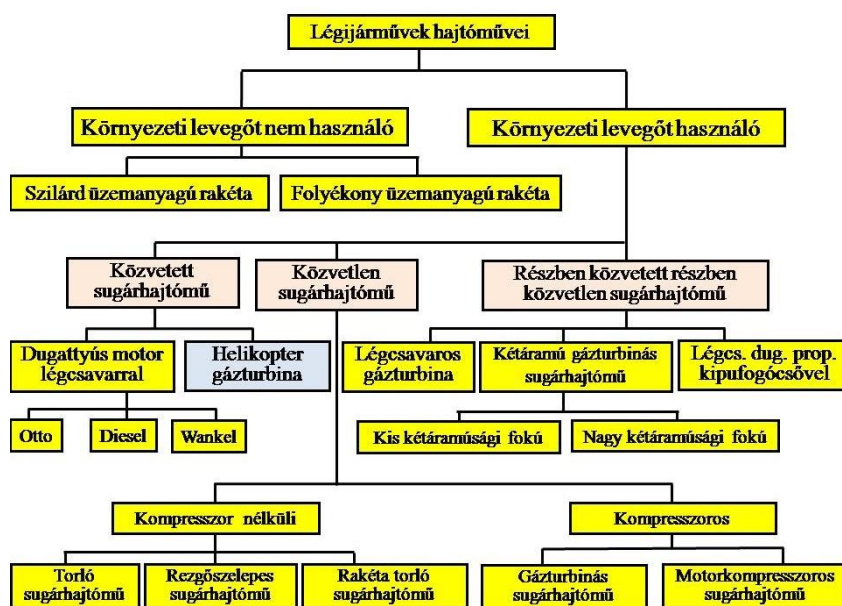 Légijárművek hajtóművei
Környezeti levegőt nem használó
Környezeti levegőt használó
Szilárd üzemanyagú rakéta
Folyékony üzemanyagú rakéta
Közvetett
sugárhajtómű
Közvetlen
sugárhajtómű
Részben közvetett részben
közvetlen sugárhajtómű
Dugattyús motor
légcsavarral
Helikopter
gázturbina
Légcsavaros
gázturbina
Kétáramú gázturbinás
sugárhajtómű
Légcs. dug. prop.
kipufogócsővel
Otto
Diesel
Wankel
Kis kétáramúsági fokú
Nagy kétáramúsági fokú
Kompresszor nélküli
Kompresszoros
Torló
sugárhajtómű
Rezgőszelepes
sugárhajtómű
Rakéta torló
sugárhajtómű
Gázturbinás
sugárhajtómű
Motorkompresszoros
sugárhajtómű